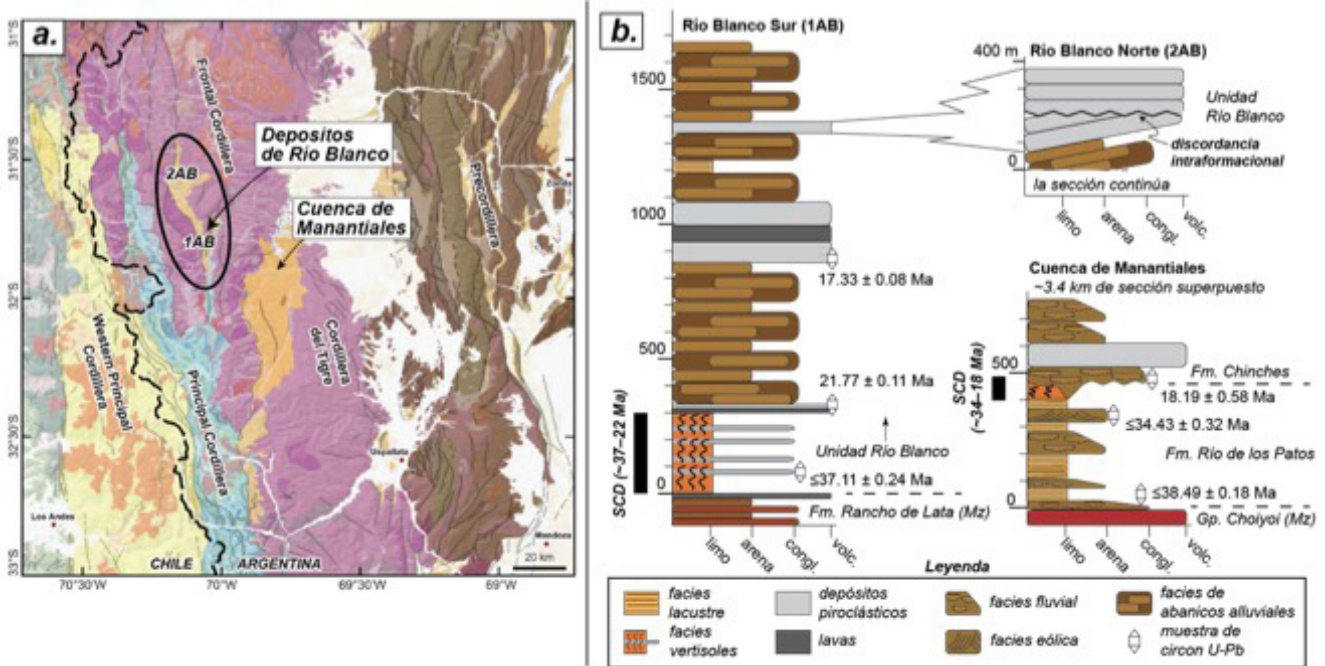 a.
31°S
31°30'S
32°S
32°30'S
33°S
Frontal Cordillera
Depositos
de Río Blanco
2AB
1AB
Cuenca de
Manantiales
Precordillera
Zonda
Western Principal
Cordillera
Principal Cordillera
Cordillera
del Tigre
Uspallata
Los Andes
Mendoza
CHILE
ARGENTINA
20 km
70°30'W
70°W
69°30'W
69°W
b.
Río Blanco Sur (1AB)
1500
1000
500
0
17.33 ± 0.08 Ma
21.77 ± 0.11 Ma
Unidad Río Blanco
≤37.11 ± 0.24 Ma
Fm. Rancho de Lata (Mz)
SCD (~37–22 Ma)
limo
arena
congl.
volc.
400 m
Río Blanco Norte (2AB)
Unidad
Río Blanco
discordancia
intraformacional
0
la sección continúa
limo
arena
congl.
volc.
Cuenca de Manantiales
~3.4 km de sección superpuesto
500
0
SCD
(~34–18 Ma)
Fm. Chinches
18.19 ± 0.58 Ma
≤34.43 ± 0.32 Ma
Fm. Río de los Patos
≤38.49 ± 0.18 Ma
Gp. Choiyoi (Mz)
limo
arena
congl.
volc.
Leyenda
facies
lacustre
depósitos
piroclásticos
facies fluvial
facies de
abanicos alluviales
facies
vertisoles
lavas
facies eólica
muestra de
circon U-Pb